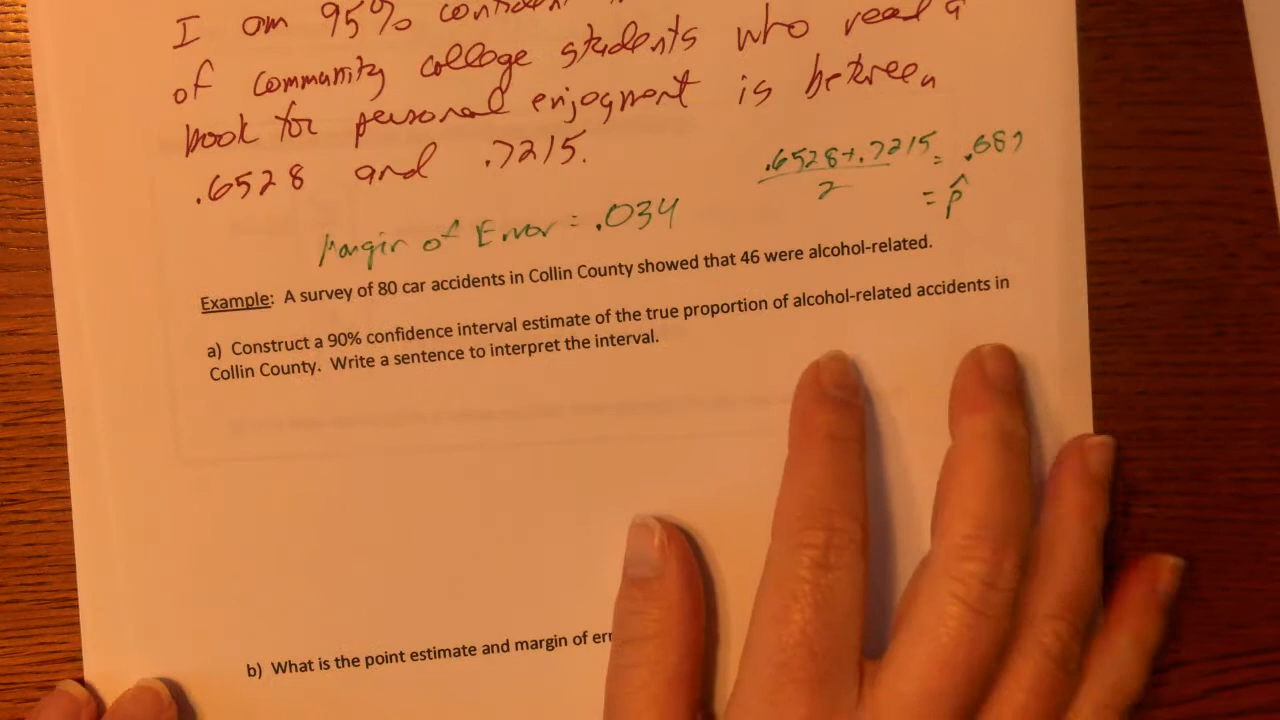 I am 95%
of community college students who read a
book for personal enjoyment is between
.6528 and .7215.
.6528+.7215 = .687
2
= p̂
Margin of Error = .034
Example: A survey of 80 car accidents in Collin County showed that 46 were alcohol-related.
a) Construct a 90% confidence interval estimate of the true proportion of alcohol-related accidents in
Collin County. Write a sentence to interpret the interval.
b) What is the point estimate and margin of